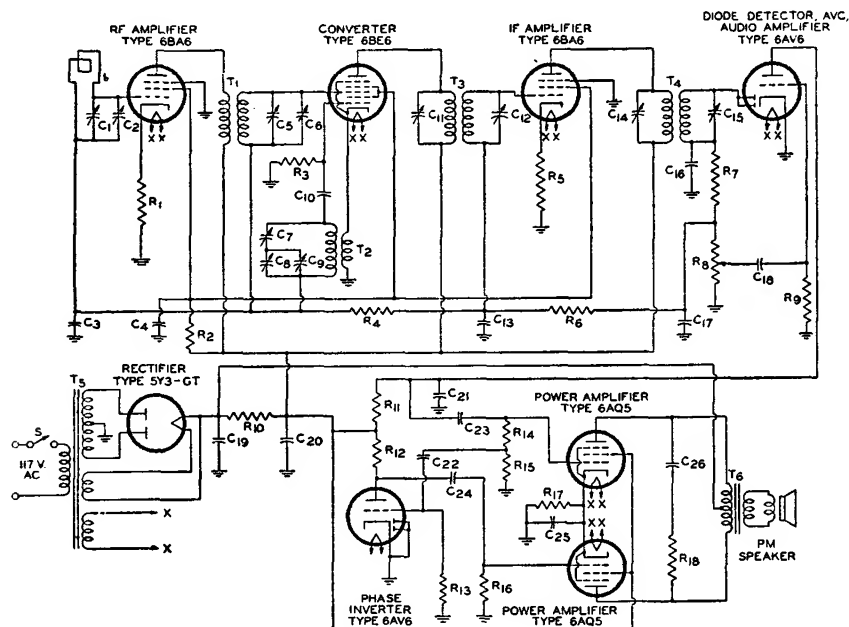 RF AMPLIFIER
TYPE 6BA6
CONVERTER
TYPE 6BE6
IF AMPLIFIER
TYPE 6BA6
DIODE DETECTOR, AVC,
AUDIO AMPLIFIER
TYPE 6AV6
C1
C2
X X
R1
T1
C5
C6
X X
R3
C10
C7
C8
C9
T2
C11
T3
C12
X X
R5
C14
T4
C15
C16
R7
R8
C18
R9
C3
C4
R2
R4
C13
R6
C17
RECTIFIER
TYPE 5Y3-GT
T5
S
117 V.
AC
X
X
R10
C19
C20
R11
C21
C23
R12
C22
C24
R14
R15
R13
R16
PHASE
INVERTER
TYPE 6AV6
POWER AMPLIFIER
TYPE 6AQ5
X X
R17
C25
X X
POWER AMPLIFIER
TYPE 6AQ5
C26
R18
T6
PM
SPEAKER